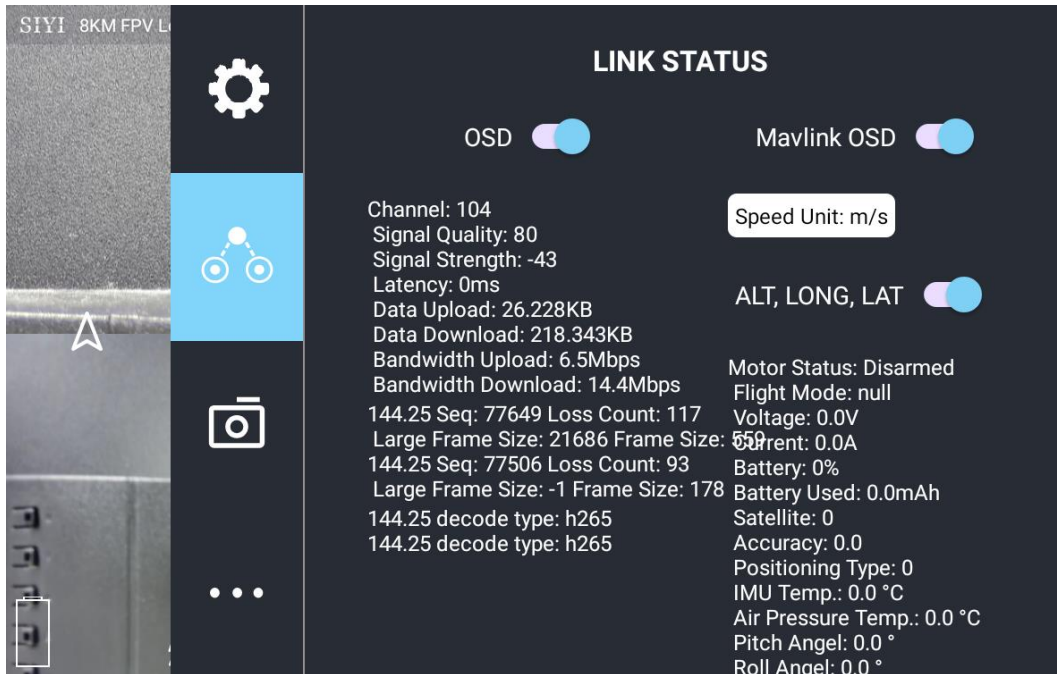 SIYI 8KM FPV L
LINK STATUS
OSD
Mavlink OSD
Channel: 104
Signal Quality: 80
Signal Strength: -43
Latency: 0ms
Data Upload: 26.228KB
Data Download: 218.343KB
Bandwidth Upload: 6.5Mbps
Bandwidth Download: 14.4Mbps
144.25 Seq: 77649 Loss Count: 117
Large Frame Size: 21686 Frame Size: 559
144.25 Seq: 77506 Loss Count: 93
Large Frame Size: -1 Frame Size: 178
144.25 decode type: h265
144.25 decode type: h265
Speed Unit: m/s
ALT, LONG, LAT
Motor Status: Disarmed
Flight Mode: null
Voltage: 0.0V
Current: 0.0A
Battery: 0%
Battery Used: 0.0mAh
Satellite: 0
Accuracy: 0.0
Positioning Type: 0
IMU Temp.: 0.0 °C
Air Pressure Temp.: 0.0 °C
Pitch Angel: 0.0 °
Roll Angel: 0.0 °